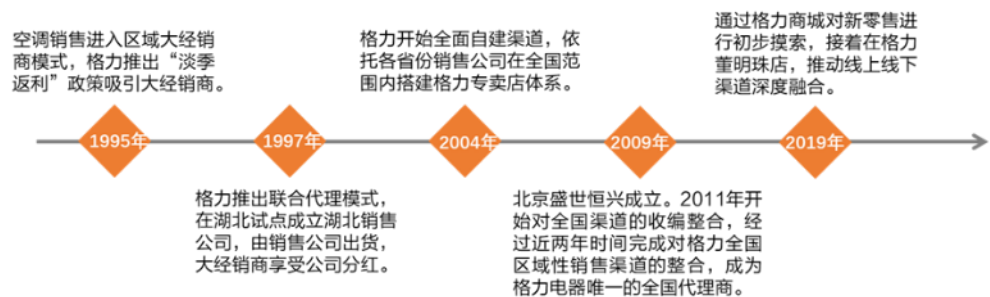 空调销售进入区域大经销
商模式，格力推出“淡季
返利”政策吸引大经销商。
1995年
格力推出联合代理模式，
在湖北试点成立湖北销售
公司，由销售公司出货，
大经销商享受公司分红。
1997年
格力开始全面自建渠道，依
托各省份销售公司在全国范
围内搭建格力专卖店体系。
2004年
北京盛世恒兴成立。2011年开
始对全国渠道的收编整合，经
过近两年时间完成对格力全国
区域性销售渠道的整合，成为
格力电器唯一的全国代理商。
2009年
通过格力商城对新零售进
行初步摸索，接着在格力
董明珠店，推动线上线下
渠道深度融合。
2019年